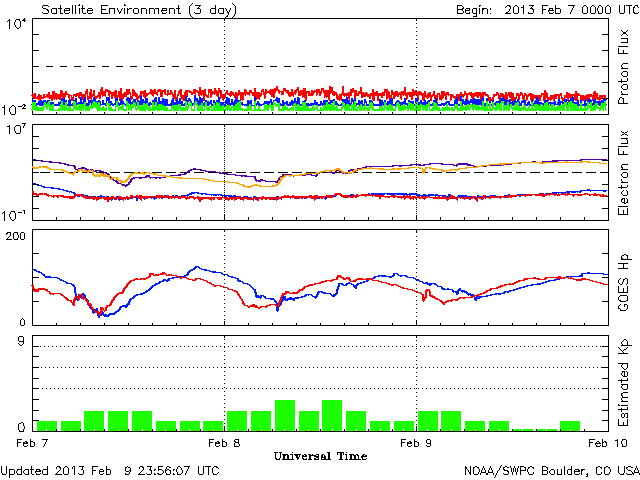 Satellite Environment (3 day) Begin: 2013 Feb 7 0000 UTC
10^4
10^-2
Proton Flux
10^7
10^-1
Electron Flux
200
100
0
GOES Hp
9
0
Estimated Kp
Feb 7 Feb 8 Feb 9 Feb 10
Universal Time
Updated 2013 Feb 9 23:56:07 UTC NOAA/SWPC Boulder, CO USA